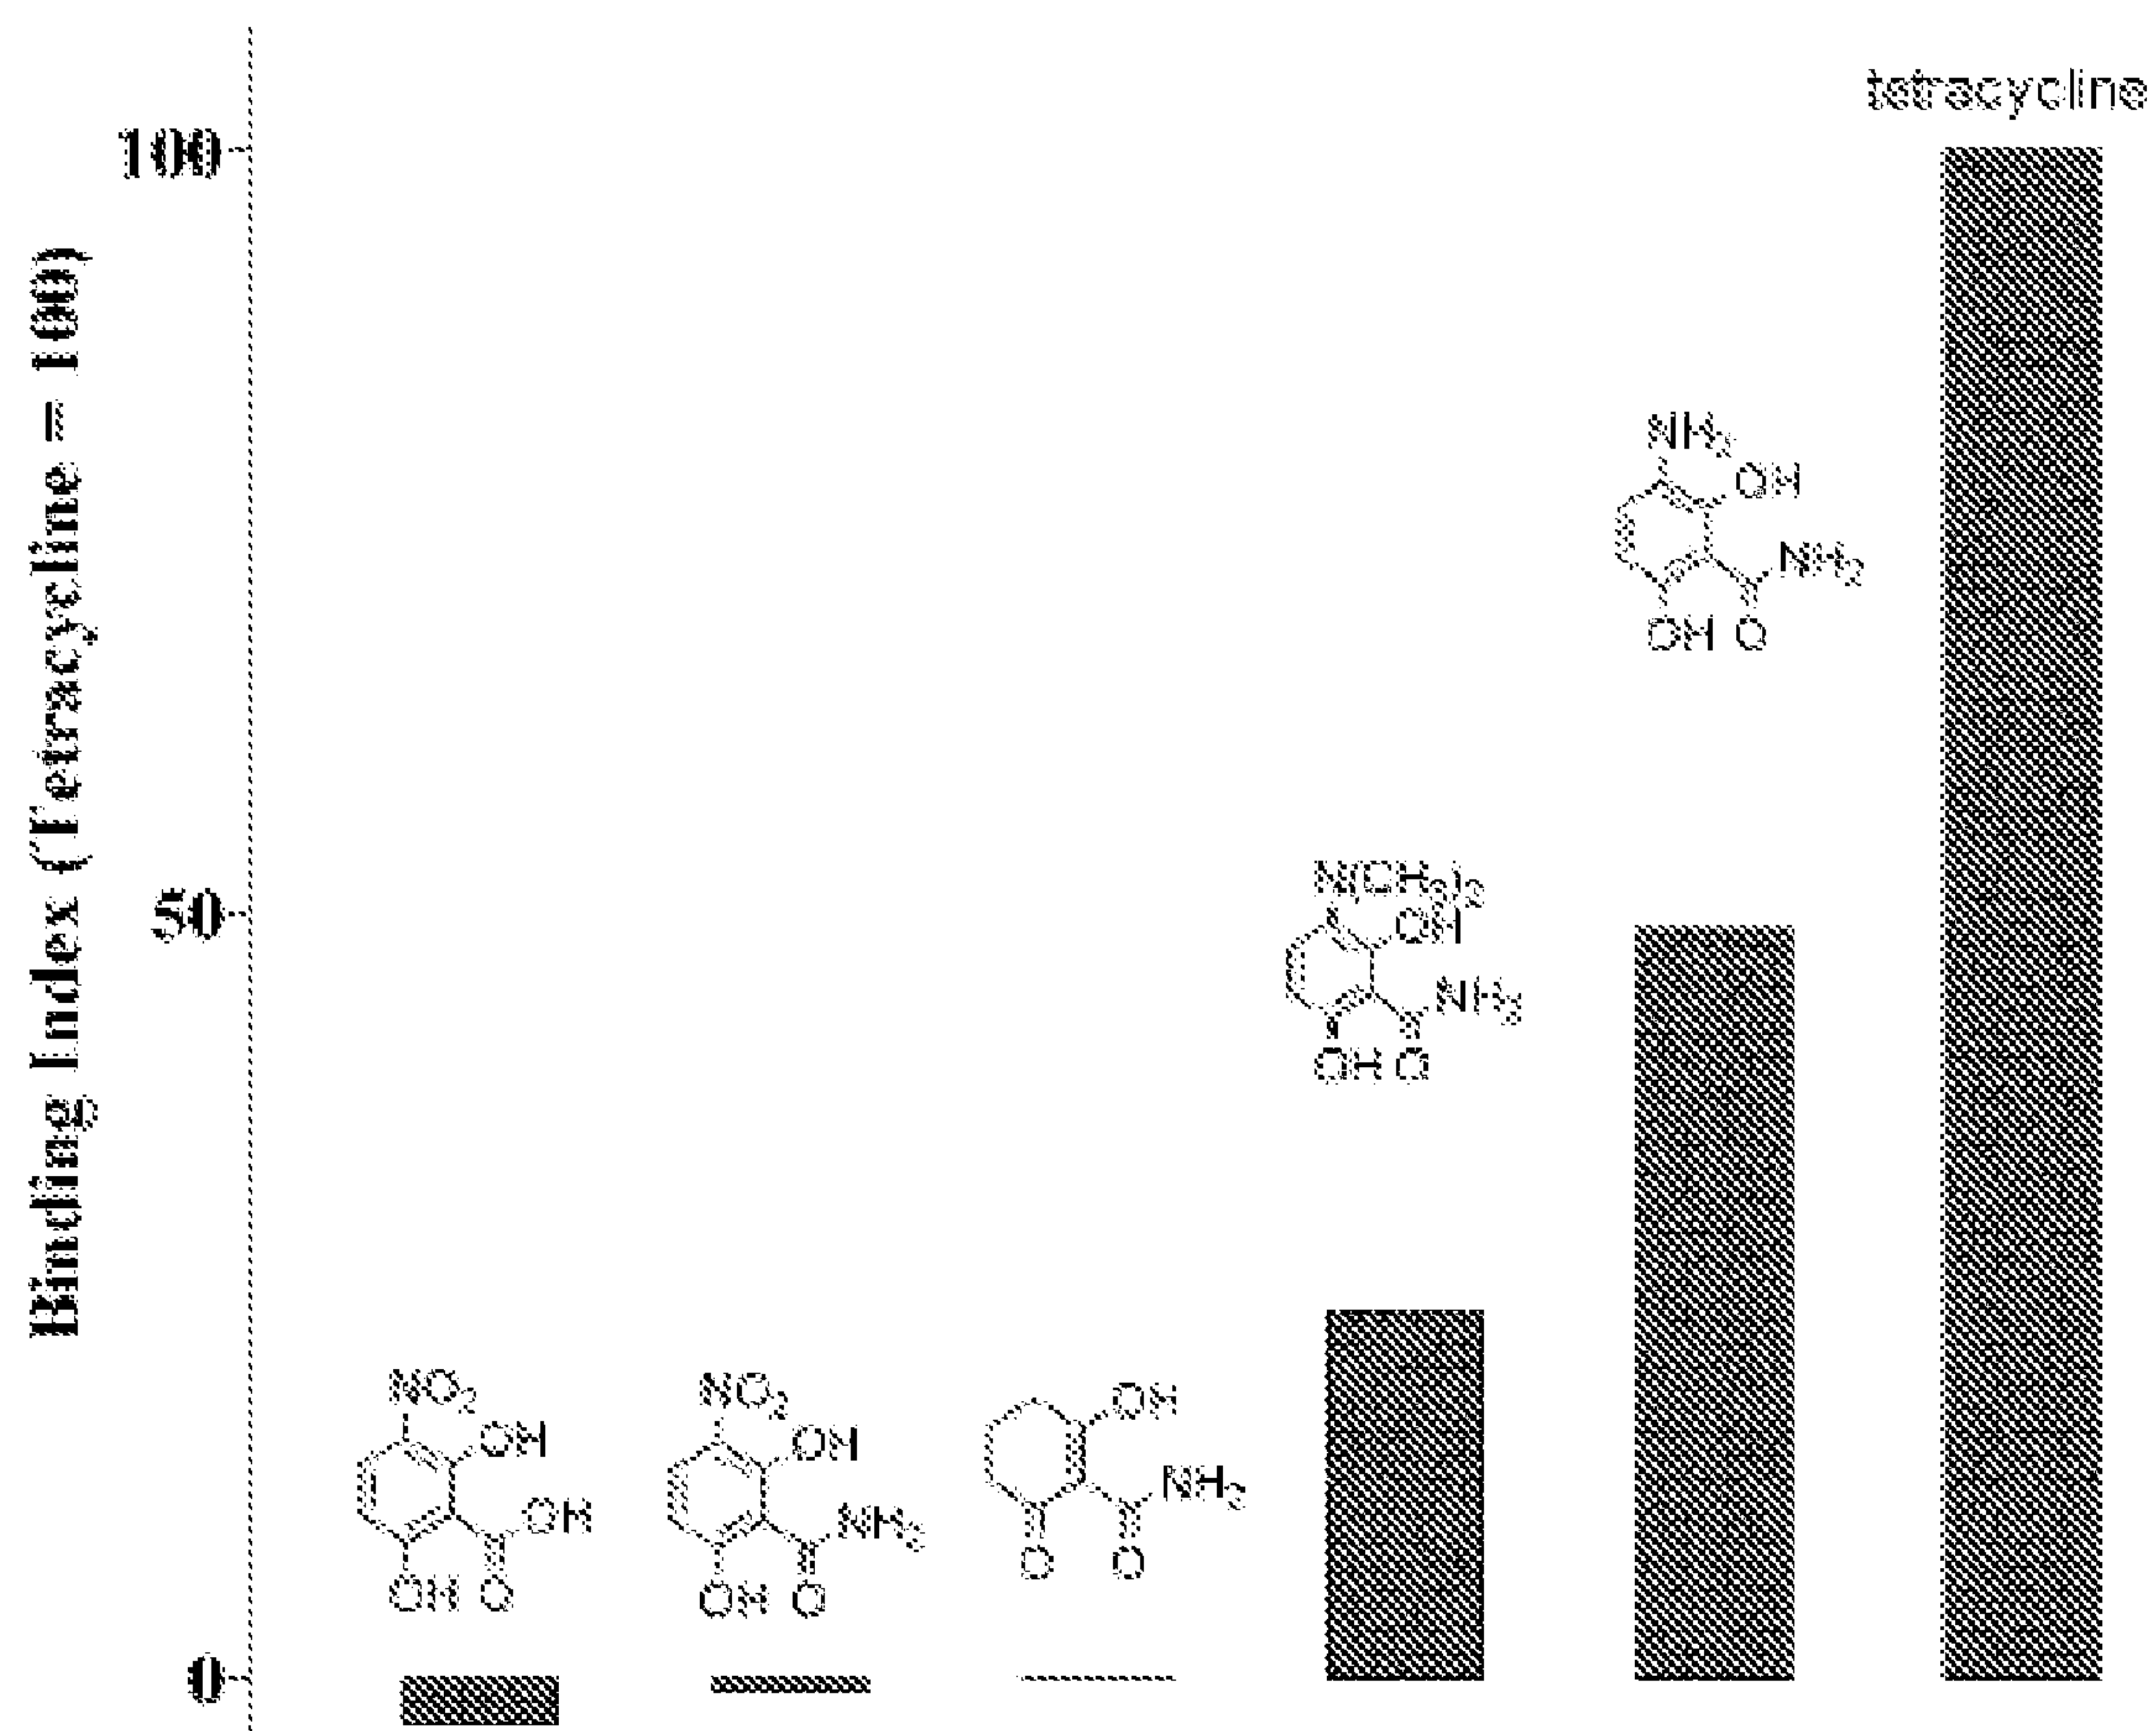 tetracycline
100
Binding Index (Tetracycline = 100)
NH2
OH
NH2
OH O
N(CH3)2
OH
50
NH2
OH O
NO2
OH
OH
OH O
NO2
OH
NH2
OH O
OH
NH2
O O
0